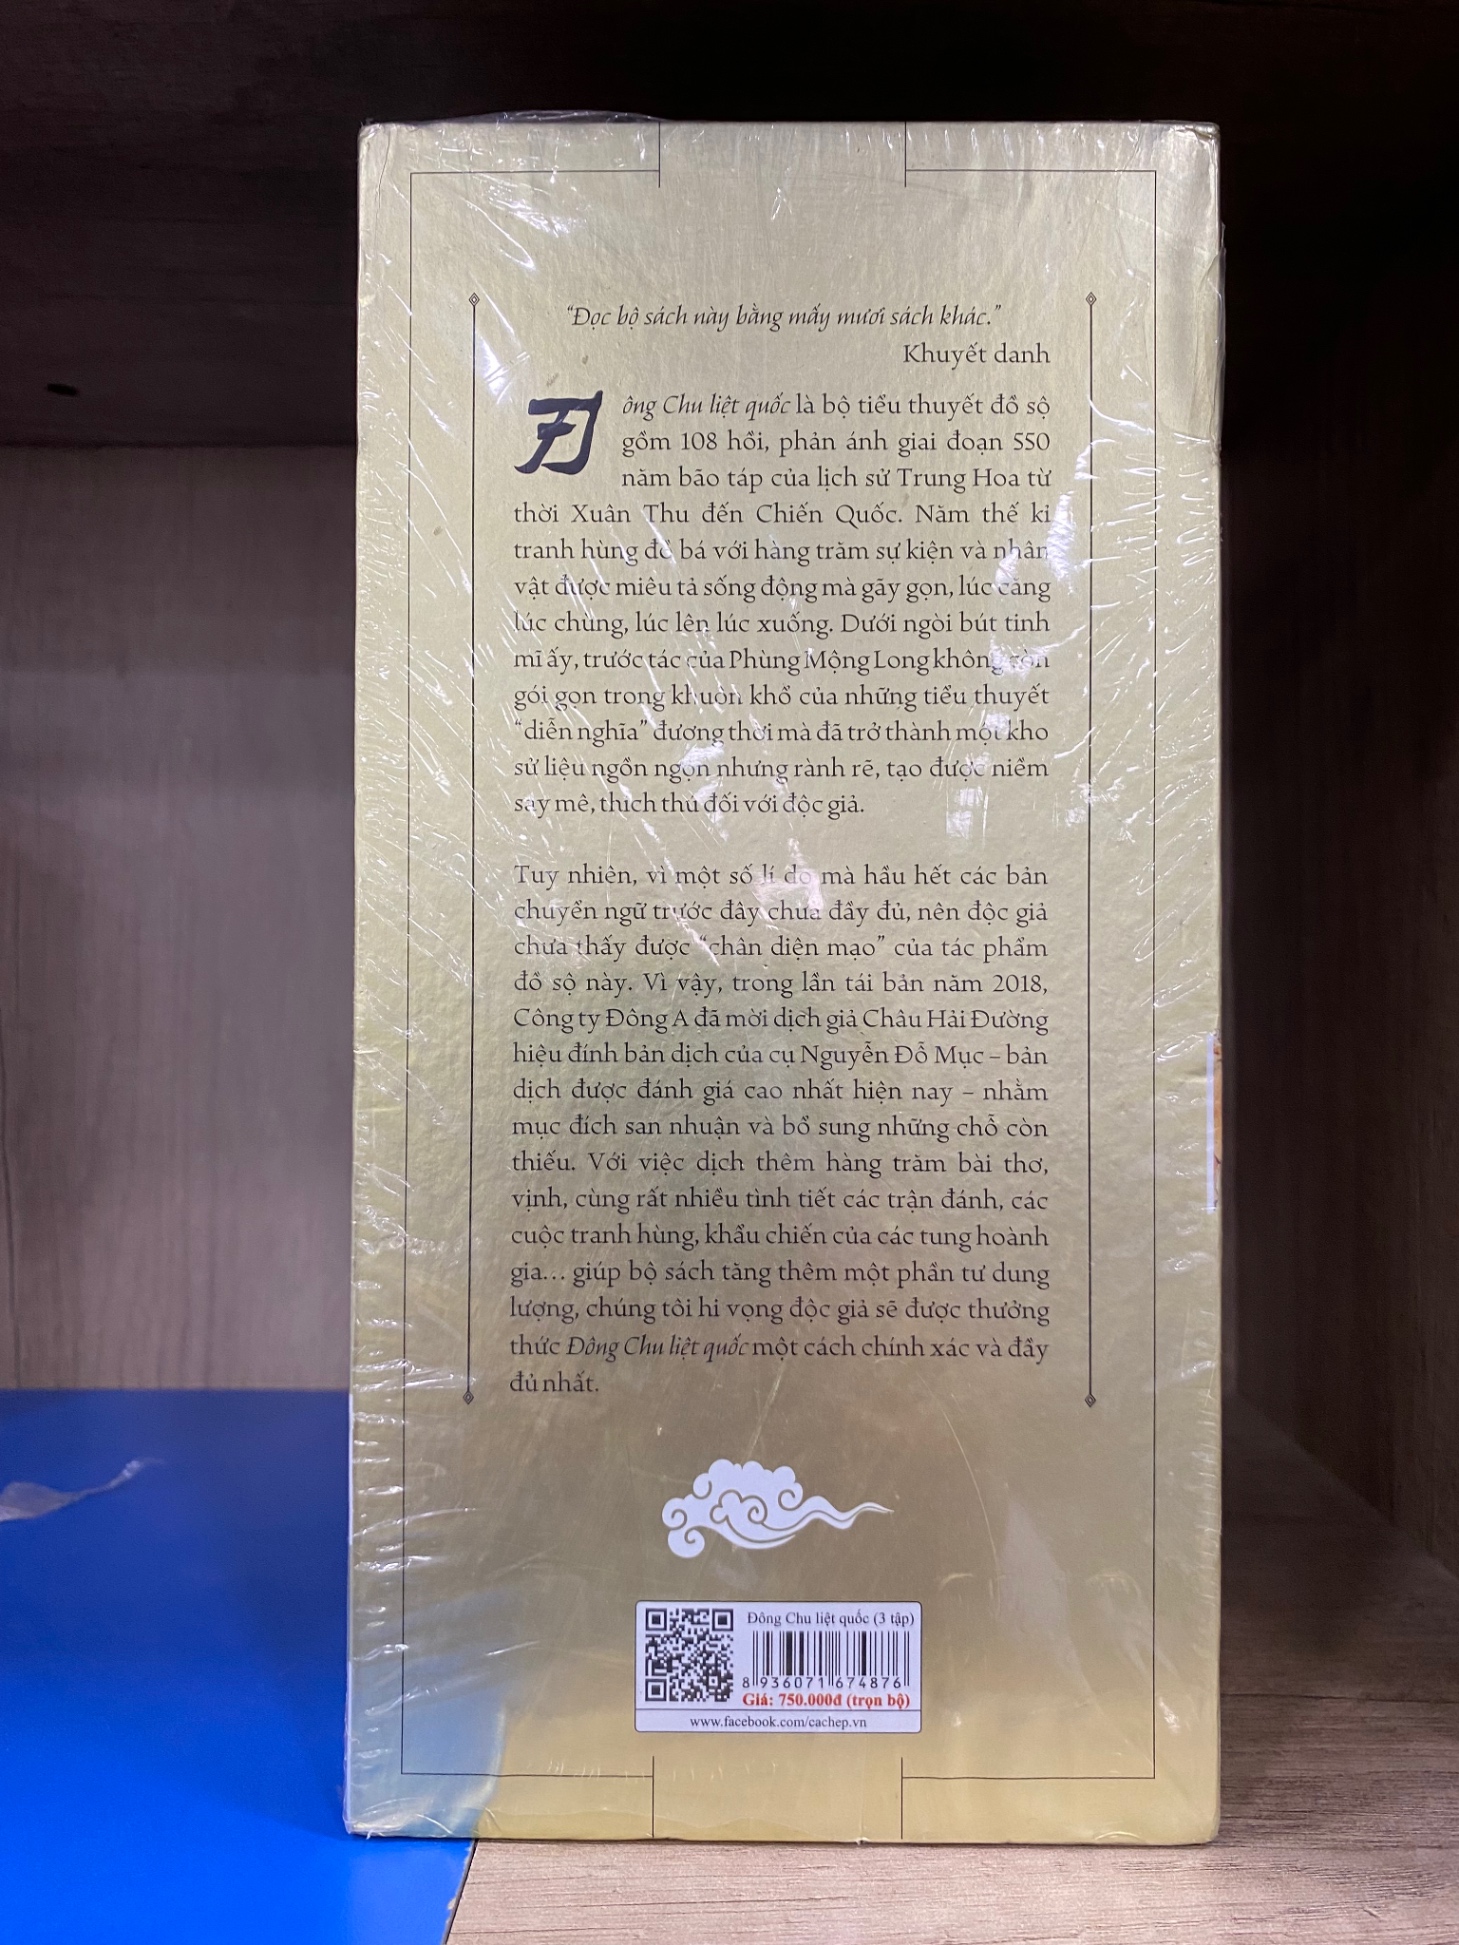 “Đọc bộ sách này bằng mấy mươi sách khác.”
Khuyết danh
Đông Chu liệt quốc là bộ tiểu thuyết đồ sộ
gồm 108 hồi, phản ánh giai đoạn 550
năm bão táp của lịch sử Trung Hoa từ
thời Xuân Thu đến Chiến Quốc. Năm thế kỉ
tranh hùng đồ bá với hàng trăm sự kiện và nhân
vật được miêu tả sống động mà gãy gọn, lúc căng
lúc chùng, lúc lên lúc xuống. Dưới ngòi bút tinh
mĩ ấy, trước tác của Phùng Mộng Long không còn
gói gọn trong khuôn khổ của những tiểu thuyết
“diễn nghĩa” đương thời mà đã trở thành một kho
sử liệu ngồn ngộn nhưng rành rẽ, tạo được niềm
say mê, thích thú đối với độc giả.
Tuy nhiên, vì một số lí do mà hầu hết các bản
chuyển ngữ trước đây chưa đầy đủ, nên độc giả
chưa thấy được “chân diện mạo” của tác phẩm
đồ sộ này. Vì vậy, trong lần tái bản năm 2018,
Công ty Đông A đã mời dịch giả Châu Hải Đường
hiệu đính bản dịch của cụ Nguyễn Đỗ Mục – bản
dịch được đánh giá cao nhất hiện nay – nhằm
mục đích san nhuận và bổ sung những chỗ còn
thiếu. Với việc dịch thêm hàng trăm bài thơ,
vịnh, cùng rất nhiều tình tiết các trận đánh, các
cuộc tranh hùng, khẩu chiến của các tung hoành
gia... giúp bộ sách tăng thêm một phần tư dung
lượng, chúng tôi hi vọng độc giả sẽ được thưởng
thức Đông Chu liệt quốc một cách chính xác và đầy
đủ nhất.
Đông Chu liệt quốc (3 tập)
8 936071 674876
Giá: 750.000đ (trọn bộ)
www.facebook.com/cachep.vn